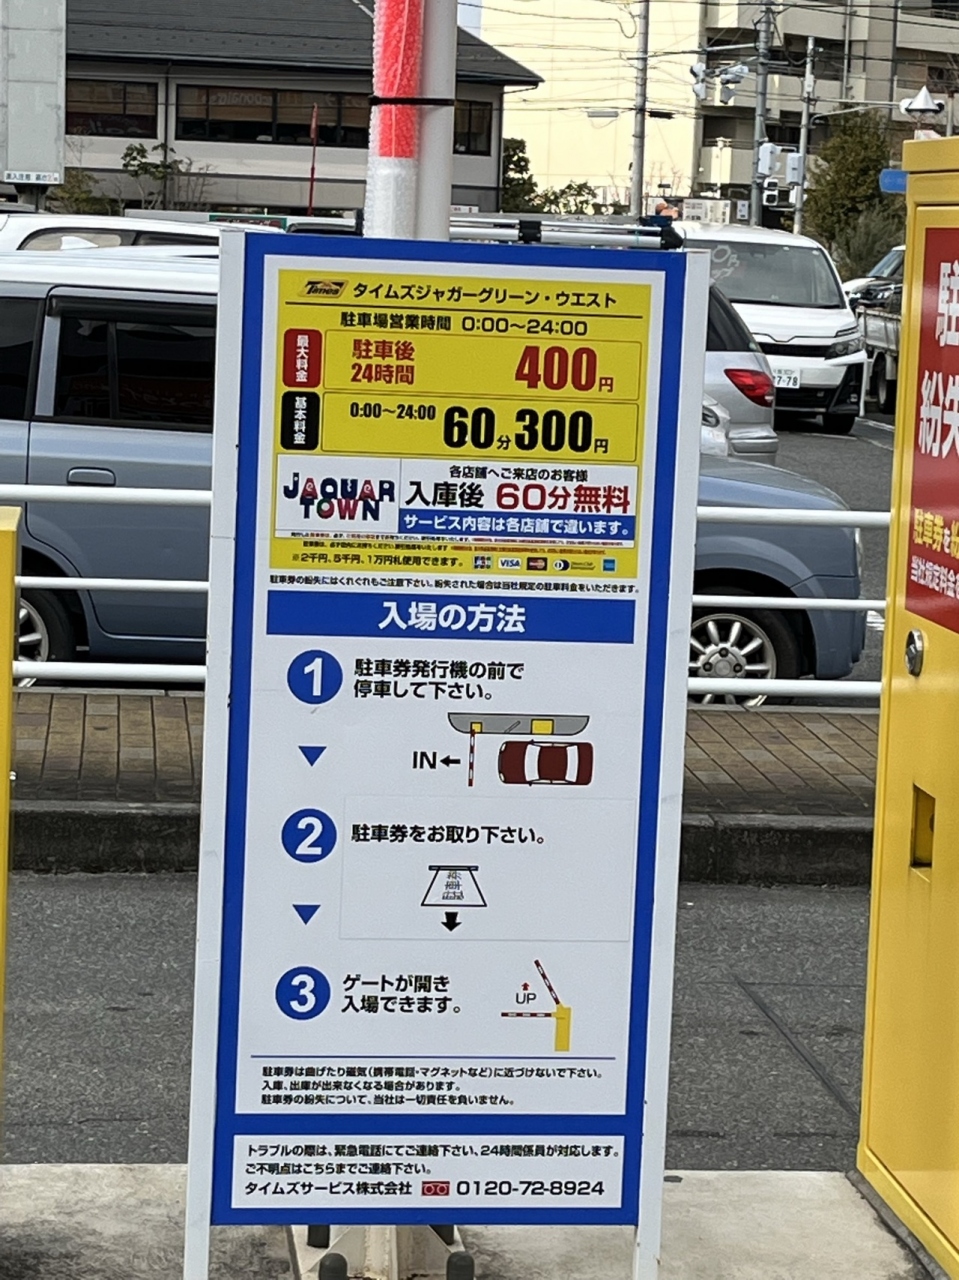 Times タイムズジャガーグリーン・ウエスト
駐車場営業時間 0:00〜24:00
最大料金
駐車後
24時間
400円
基本料金
0:00〜24:00 60分300円
JAGUAR TOWN
各店舗へご来店のお客様
入庫後 60分無料
サービス内容は各店舗で違います。
※2千円、5千円、1万円札使用できます。
VISA
駐車券の紛失にはくれぐれもご注意下さい。紛失された場合は当社規定の駐車料金をいただきます。
入場の方法
1 駐車券発行機の前で
停車して下さい。
IN←
2 駐車券をお取り下さい。
3 ゲートが開き
入場できます。
UP
駐車券は曲げたり磁気(携帯電話・マグネットなど)に近づけないで下さい。
入庫、出庫が出来なくなる場合があります。
駐車券の紛失について、当社は一切責任を負いません。
トラブルの際は、緊急電話にてご連絡下さい、24時間係員が対応します。
ご不明点はこちらまでご連絡下さい。
タイムズサービス株式会社 0120-72-8924
駐
紛失
駐車券を紛
当社規定料金を